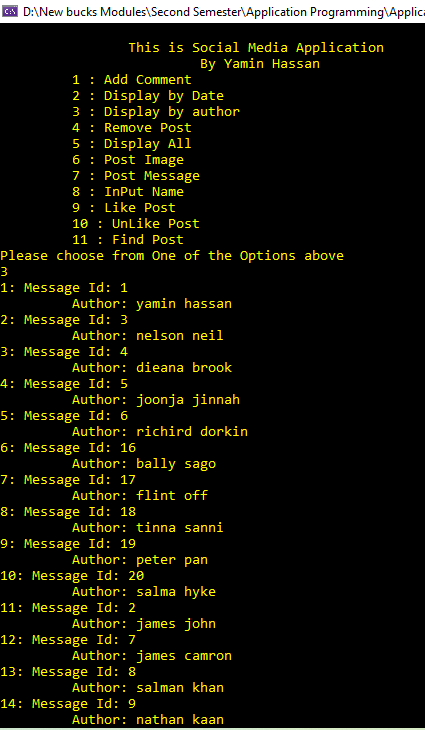 D:\New bucks Modules\Second Semester\Application Programming\Applica
This is Social Media Application
By Yamin Hassan
1 : Add Comment
2 : Display by Date
3 : Display by author
4 : Remove Post
5 : Display All
6 : Post Image
7 : Post Message
8 : InPut Name
9 : Like Post
10 : UnLike Post
11 : Find Post
Please choose from One of the Options above
3
1: Message Id: 1
Author: yamin hassan
2: Message Id: 3
Author: nelson neil
3: Message Id: 4
Author: dieana brook
4: Message Id: 5
Author: joonja jinnah
5: Message Id: 6
Author: richird dorkin
6: Message Id: 16
Author: bally sago
7: Message Id: 17
Author: flint off
8: Message Id: 18
Author: tinna sanni
9: Message Id: 19
Author: peter pan
10: Message Id: 20
Author: salma hyke
11: Message Id: 2
Author: james john
12: Message Id: 7
Author: james camron
13: Message Id: 8
Author: salman khan
14: Message Id: 9
Author: nathan kaan